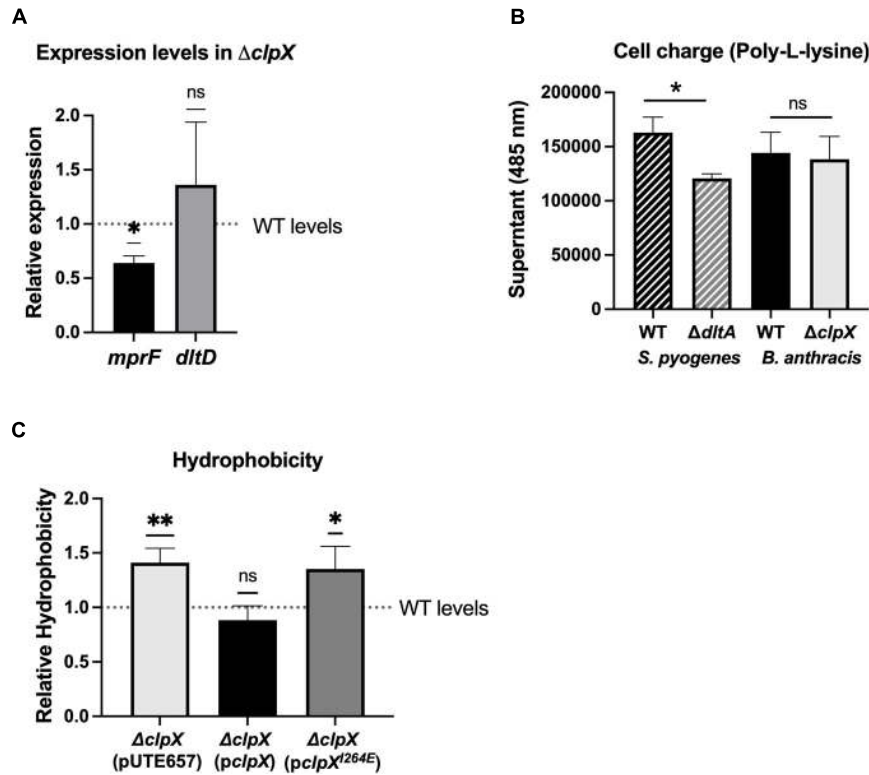 A
Expression levels in ΔclpX
Relative expression
2.0
1.5
1.0
0.5
0.0
ns
*
WT levels
mprF dltD
B
Cell charge (Poly-L-lysine)
Superntant (485 nm)
200000
150000
100000
50000
0
*
ns
WT ΔdltA WT ΔclpX
S. pyogenes B. anthracis
C
Hydrophobicity
Relative Hydrophobicity
2.0
1.5
1.0
0.5
0.0
**
ns
*
WT levels
ΔclpX ΔclpX ΔclpX
(pUTE657) (pclpX) (pclpX^I264E)